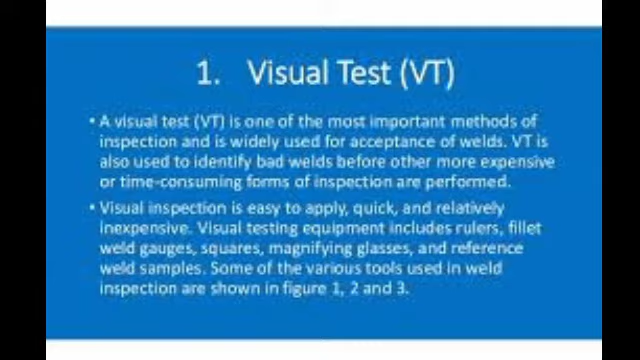 1. Visual Test (VT)
• A visual test (VT) is one of the most important methods of
inspection and is widely used for acceptance of welds. VT is
also used to identify bad welds before other more expensive
or time-consuming forms of inspection are performed.
• Visual inspection is easy to apply, quick, and relatively
inexpensive. Visual testing equipment includes rulers, fillet
weld gauges, squares, magnifying glasses, and reference
weld samples. Some of the various tools used in weld
inspection are shown in figure 1, 2 and 3.